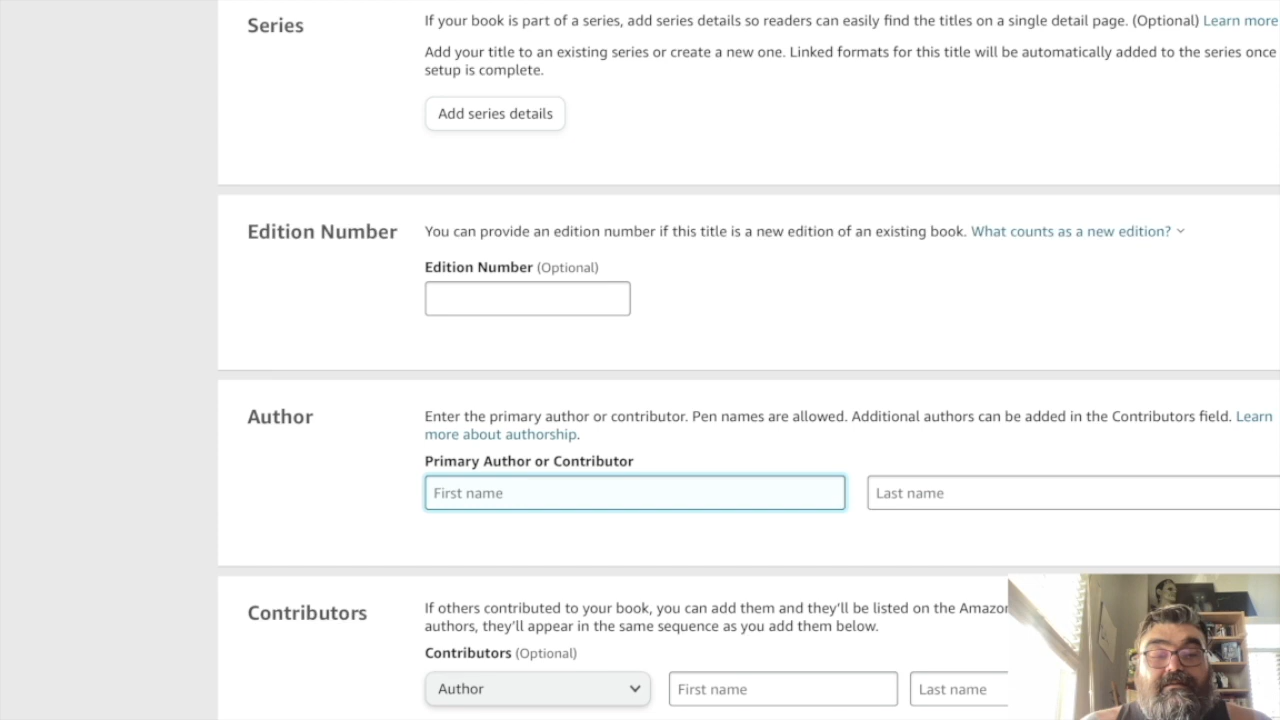 Series
If your book is part of a series, add series details so readers can easily find the titles on a single detail page. (Optional) Learn more
Add your title to an existing series or create a new one. Linked formats for this title will be automatically added to the series once
setup is complete.
Add series details
Edition Number
You can provide an edition number if this title is a new edition of an existing book. What counts as a new edition?
Edition Number (Optional)
Author
Enter the primary author or contributor. Pen names are allowed. Additional authors can be added in the Contributors field. Learn
more about authorship.
Primary Author or Contributor
First name
Last name
Contributors
If others contributed to your book, you can add them and they'll be listed on the Amazon
authors, they'll appear in the same sequence as you add them below.
Contributors (Optional)
Author
First name
Last name